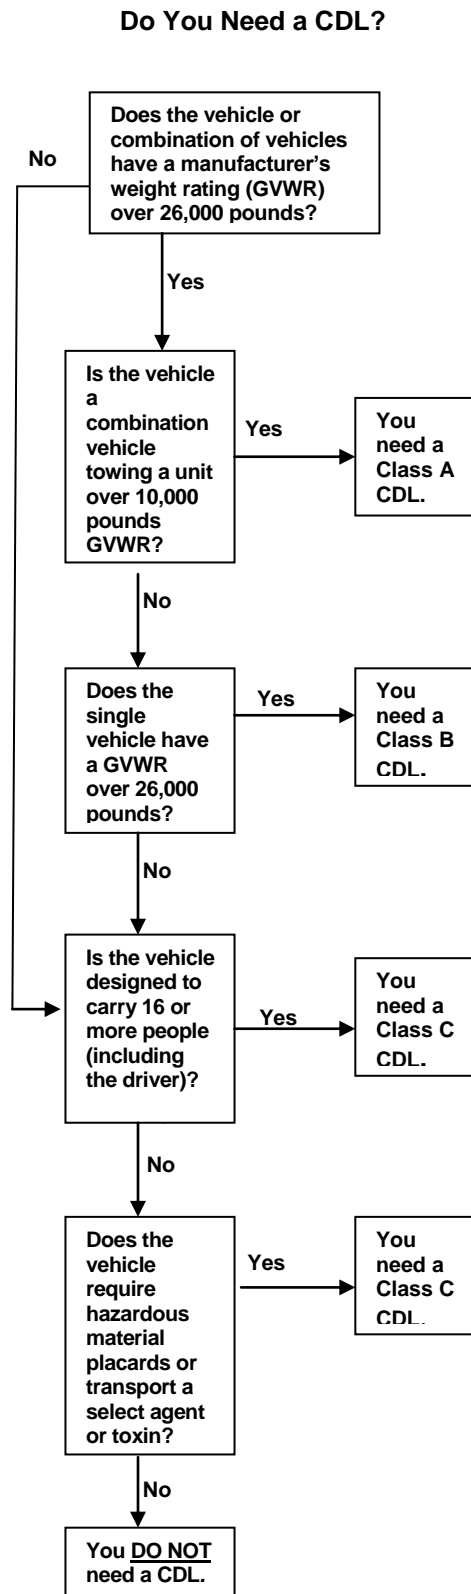 Do You Need a CDL?
Does the vehicle or
combination of vehicles
have a manufacturer's
weight rating (GVWR)
over 26,000 pounds?
No
Yes
Is the vehicle
a
combination
vehicle
towing a unit
over 10,000
pounds
GVWR?
Yes
You
need a
Class A
CDL.
No
Does the
single
vehicle have
a GVWR
over 26,000
pounds?
Yes
You
need a
Class B
CDL.
No
Is the vehicle
designed to
carry 16 or
more people
(including
the driver)?
Yes
You
need a
Class C
CDL.
No
Does the
vehicle
require
hazardous
material
placards or
transport a
select agent
or toxin?
Yes
You
need a
Class C
CDL.
No
You DO NOT
need a CDL.